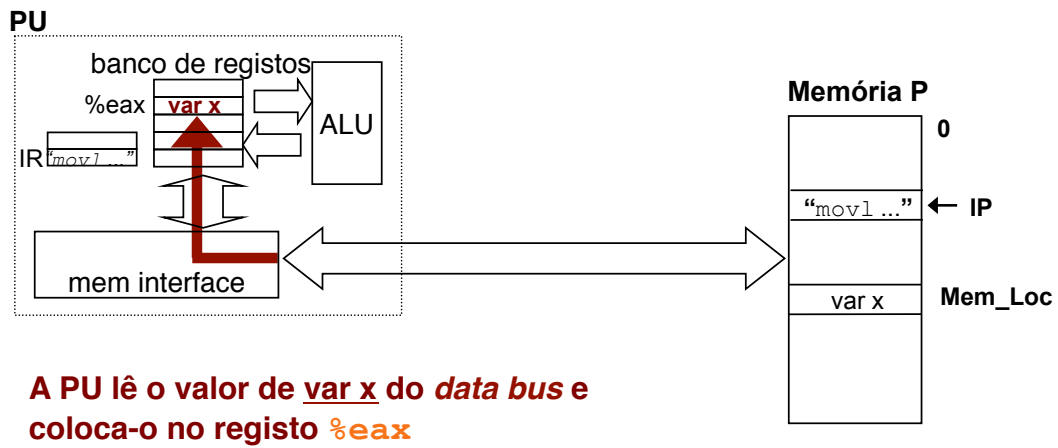 PU
banco de registos
%eax var x
ALU
IR "movl ..."
mem interface
Memória P
0
“movl ...” ← IP
var x Mem_Loc
A PU lê o valor de var x do data bus e
coloca-o no registo %eax